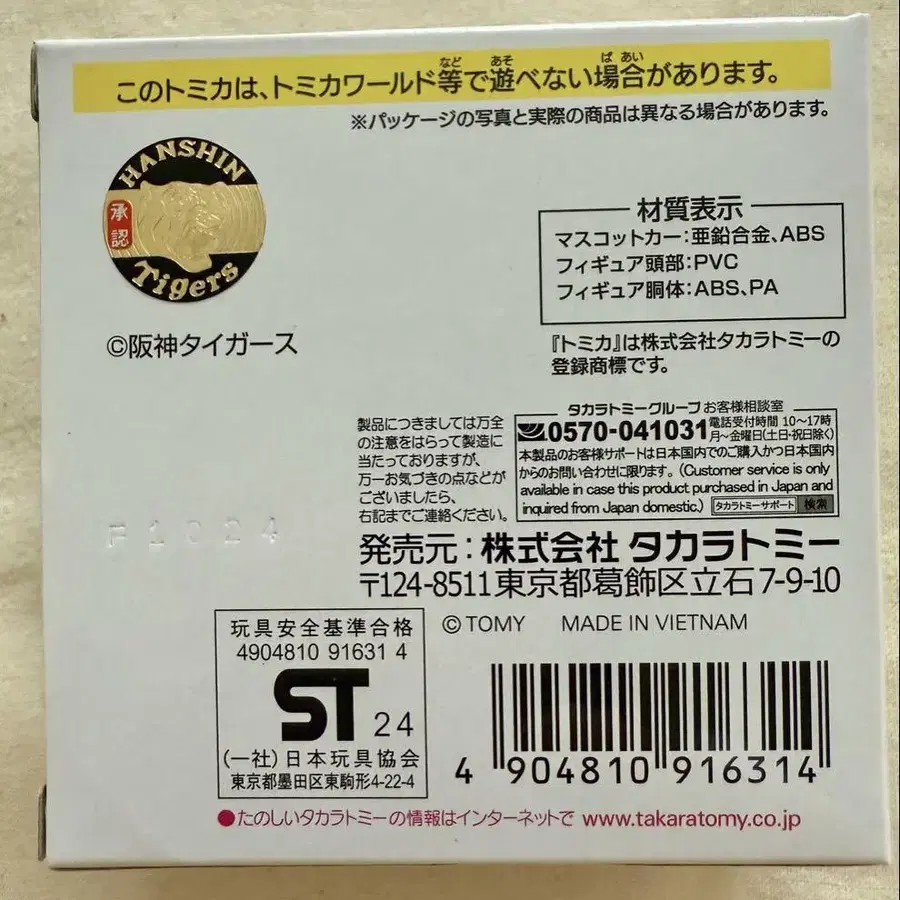 このトミカは、トミカワールド等で遊べない場合があります。
※パッケージの写真と実際の商品は異なる場合があります。
HANSHIN
承認
Tigers
©阪神タイガース
材質表示
マスコットカー：亜鉛合金、ABS
フィギュア頭部：PVC
フィギュア胴体：ABS、PA
『トミカ』は株式会社タカラトミーの
登録商標です。
製品につきましては万全
の注意をはらって製造に
当たっておりますが、
万一お気づきの点などが
ございましたら、
右記までご連絡ください。
タカラトミーグループ お客様相談室
0570-041031 電話受付時間 10〜17時
月〜金曜日(土日・祝日除く)
本製品のお客様サポートは日本国内でのご購入かつ日本国内
からのお問い合わせに限ります。(Customer service is only
available in case this product purchased in Japan and
inquired from Japan domestic.) タカラトミーサポート 検索
発売元：株式会社 タカラトミー
〒124-8511 東京都葛飾区立石7-9-10
© TOMY MADE IN VIETNAM
F1024
玩具安全基準合格
4904810 91631 4
ST 24
(一社)日本玩具協会
東京都墨田区東駒形4-22-4
4 904810 916314
●たのしいタカラトミーの情報はインターネットで www.takaratomy.co.jp